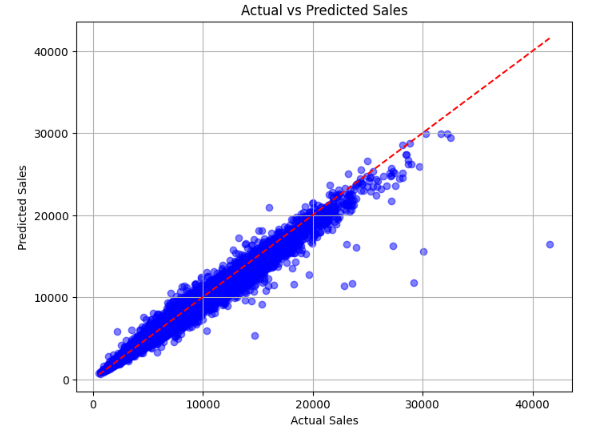 Actual vs Predicted Sales
Predicted Sales
40000
30000
20000
10000
0
0 10000 20000 30000 40000
Actual Sales